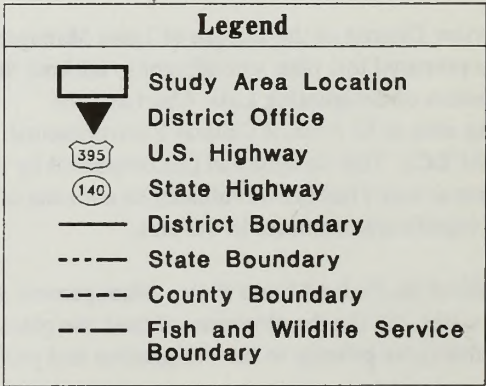 Legend
Study Area Location
District Office
395 U.S. Highway
140 State Highway
District Boundary
State Boundary
County Boundary
Fish and Wildlife Service
Boundary